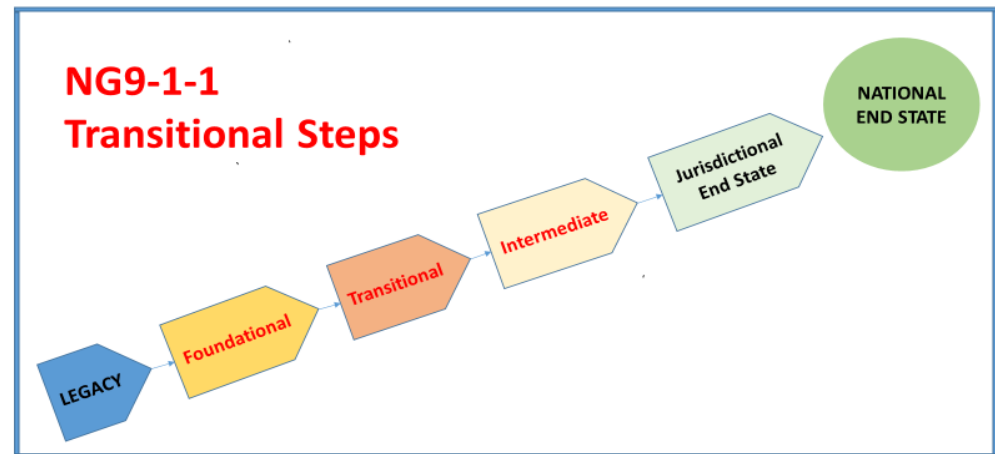 NG9-1-1
Transitional Steps
LEGACY
Foundational
Transitional
Intermediate
Jurisdictional
End State
NATIONAL
END STATE